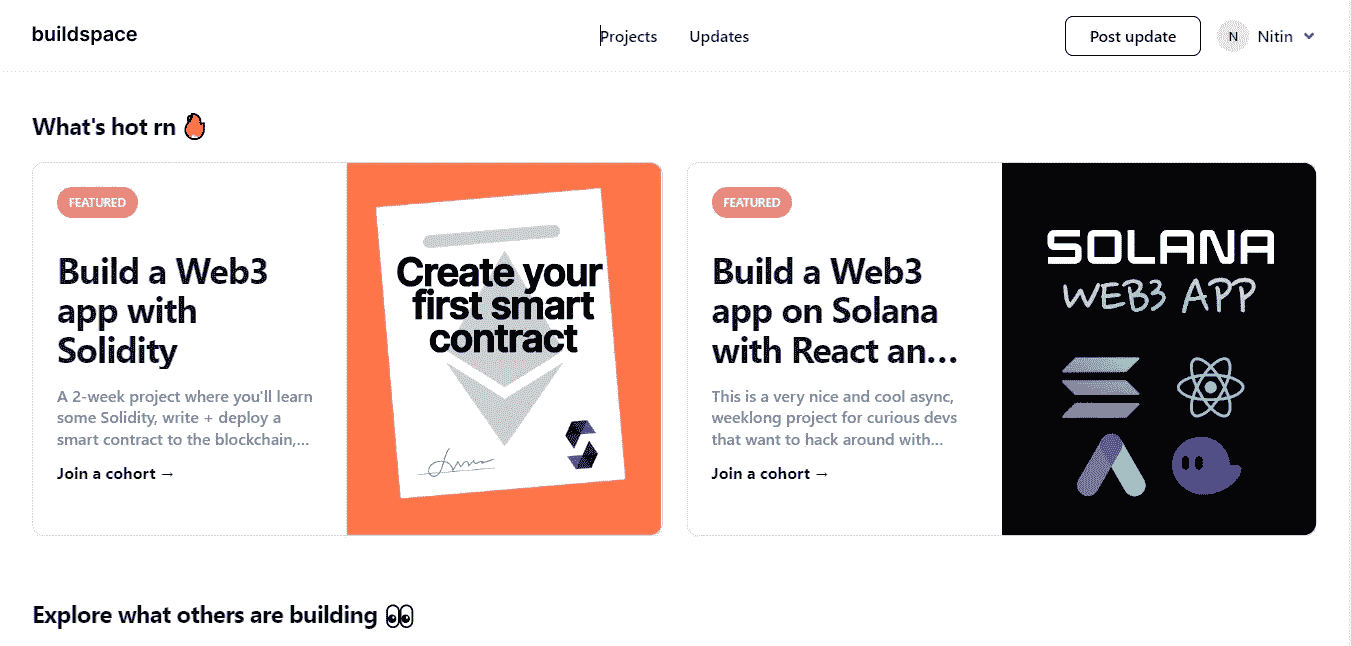 buildspace
Projects
Updates
Post update
N
Nitin
What's hot rn
FEATURED
Build a Web3
app with
Solidity
A 2-week project where you'll learn
some Solidity, write + deploy a
smart contract to the blockchain,...
Join a cohort →
Create your
first smart
contract
FEATURED
Build a Web3
app on Solana
with React an...
This is a very nice and cool async,
weeklong project for curious devs
that want to hack around with...
Join a cohort →
SOLANA
WEB3 APP
Explore what others are building